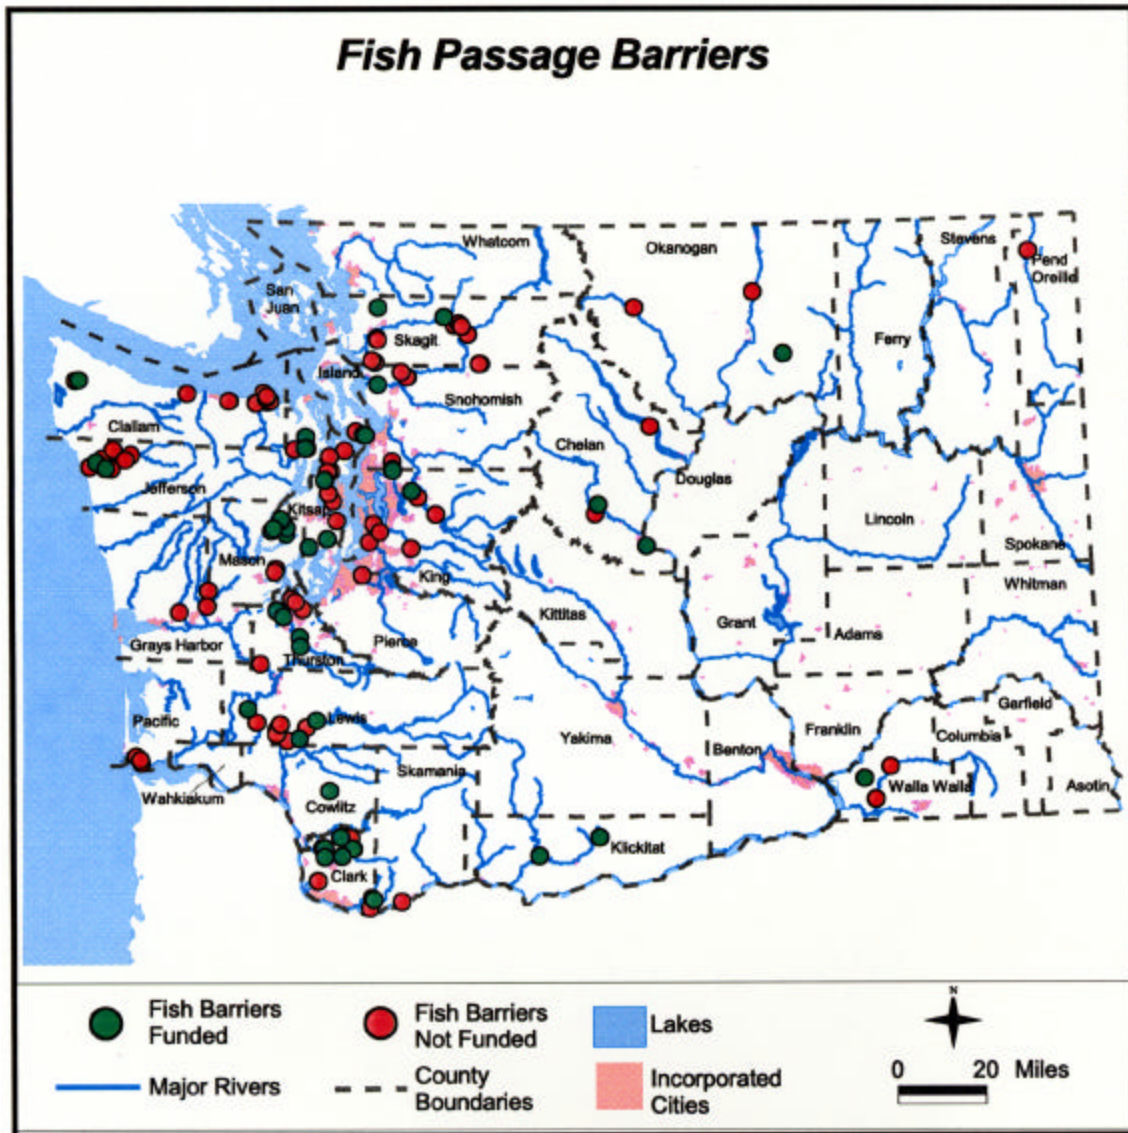 Fish Passage Barriers
Whatcom
Okanogan
Stevens
Pend
Oreille
San
Juan
Skagit
Ferry
Island
Snohomish
Clallam
Chelan
Douglas
Jefferson
Kitsap
Lincoln
Spokane
Mason
King
Whitman
Kittitas
Grant
Adams
Grays Harbor
Pierce
Thurston
Garfield
Pacific
Lewis
Yakima
Franklin
Columbia
Benton
Skamania
Walla Walla
Asotin
Wahkiakum
Cowlitz
Klickitat
Clark
Fish Barriers
Funded
Fish Barriers
Not Funded
Lakes
N
Major Rivers
County
Boundaries
Incorporated
Cities
0 20 Miles